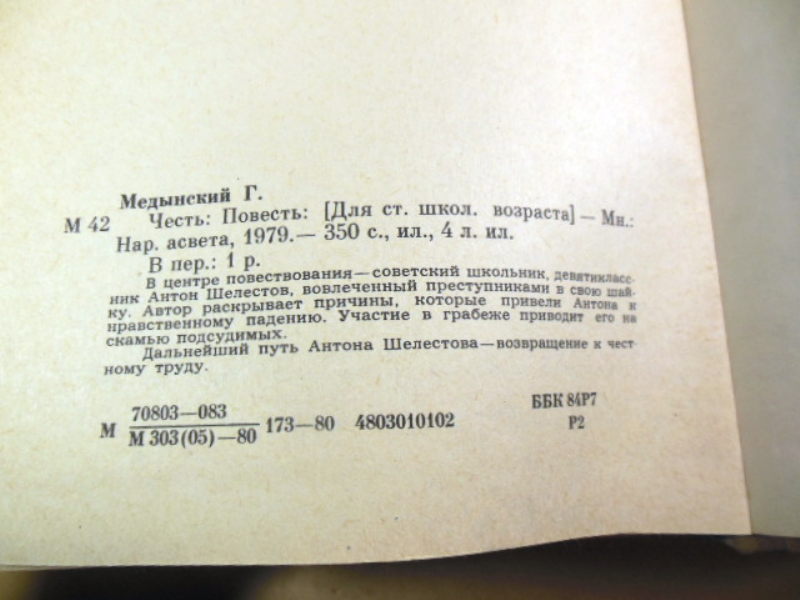 Медынский Г.
М 42 Честь: Повесть: [Для ст. школ. возраста] — Мн.:
Нар. асвета, 1979.— 350 с., ил., 4 л. ил.
В пер.: 1 р.
В центре повествования—советский школьник, девятиклас-
сник Антон Шелестов, вовлеченный преступниками в свою шай-
ку. Автор раскрывает причины, которые привели Антона к
нравственному падению. Участие в грабеже приводит его на
скамью подсудимых.
Дальнейший путь Антона Шелестова—возвращение к чест-
ному труду.
70803—083
М М 303(05)—80 173—80 4803010102
ББК 84Р7
Р2